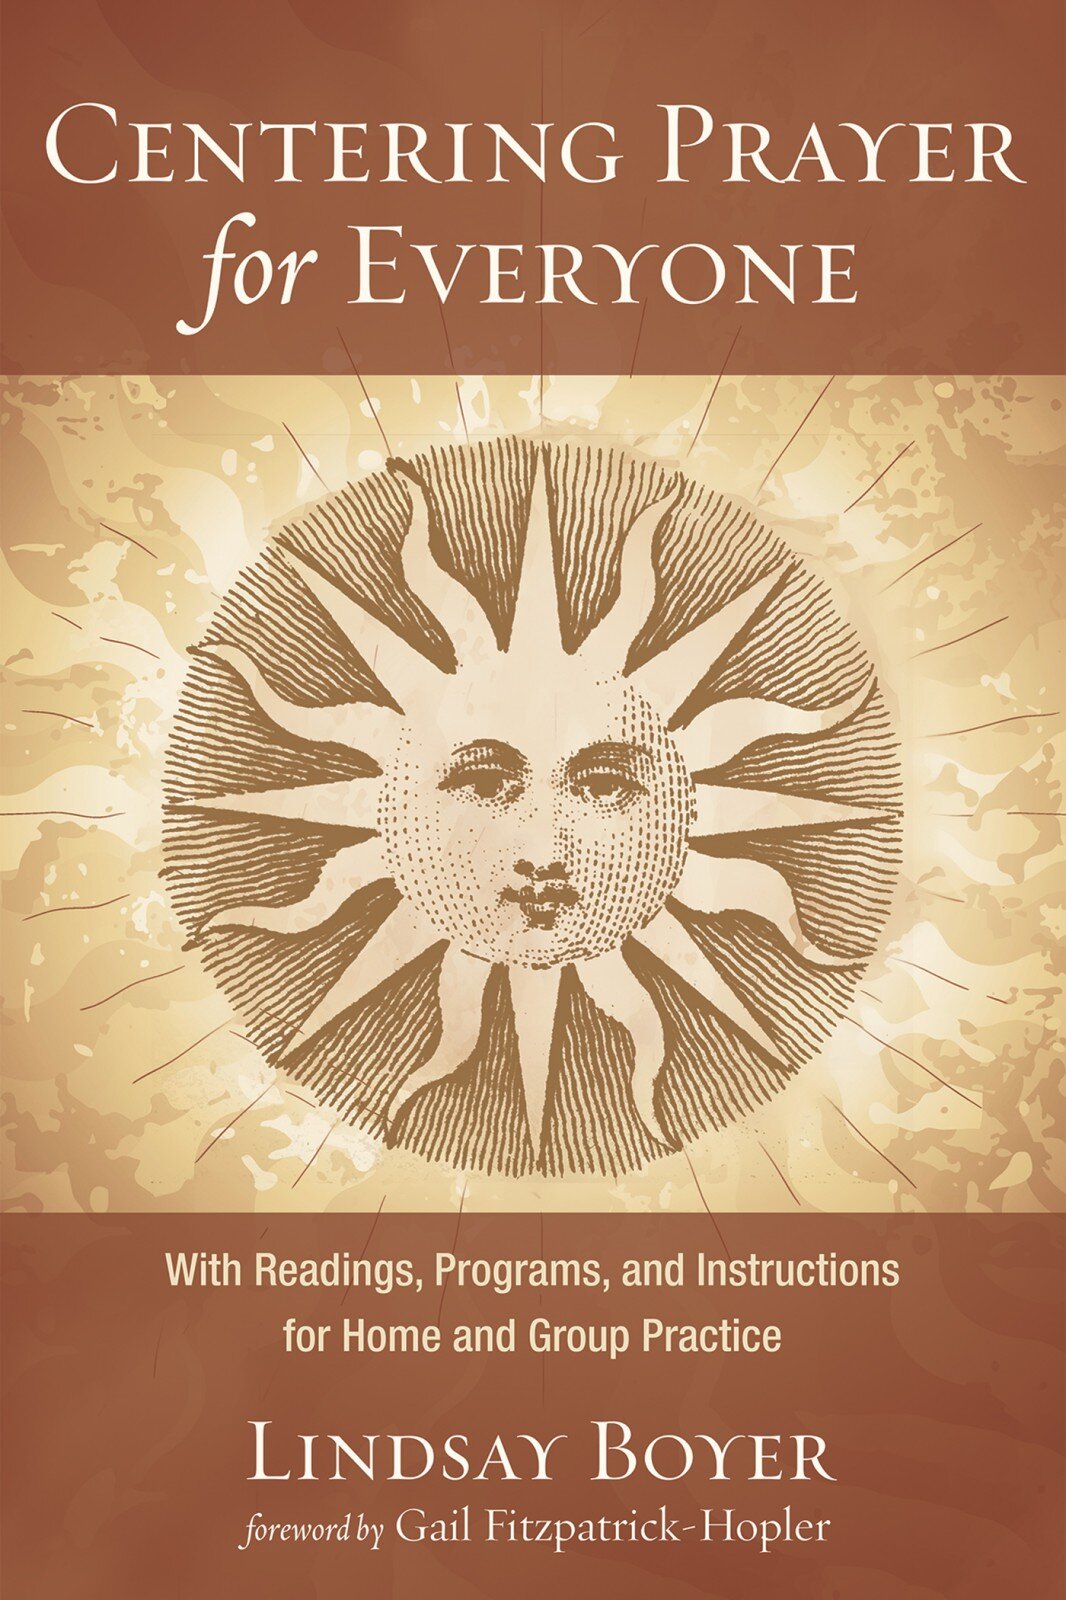 CENTERING PRAYER
for EVERYONE
With Readings, Programs, and Instructions
for Home and Group Practice
LINDSAY BOYER
foreword by Gail Fitzpatrick-Hopler